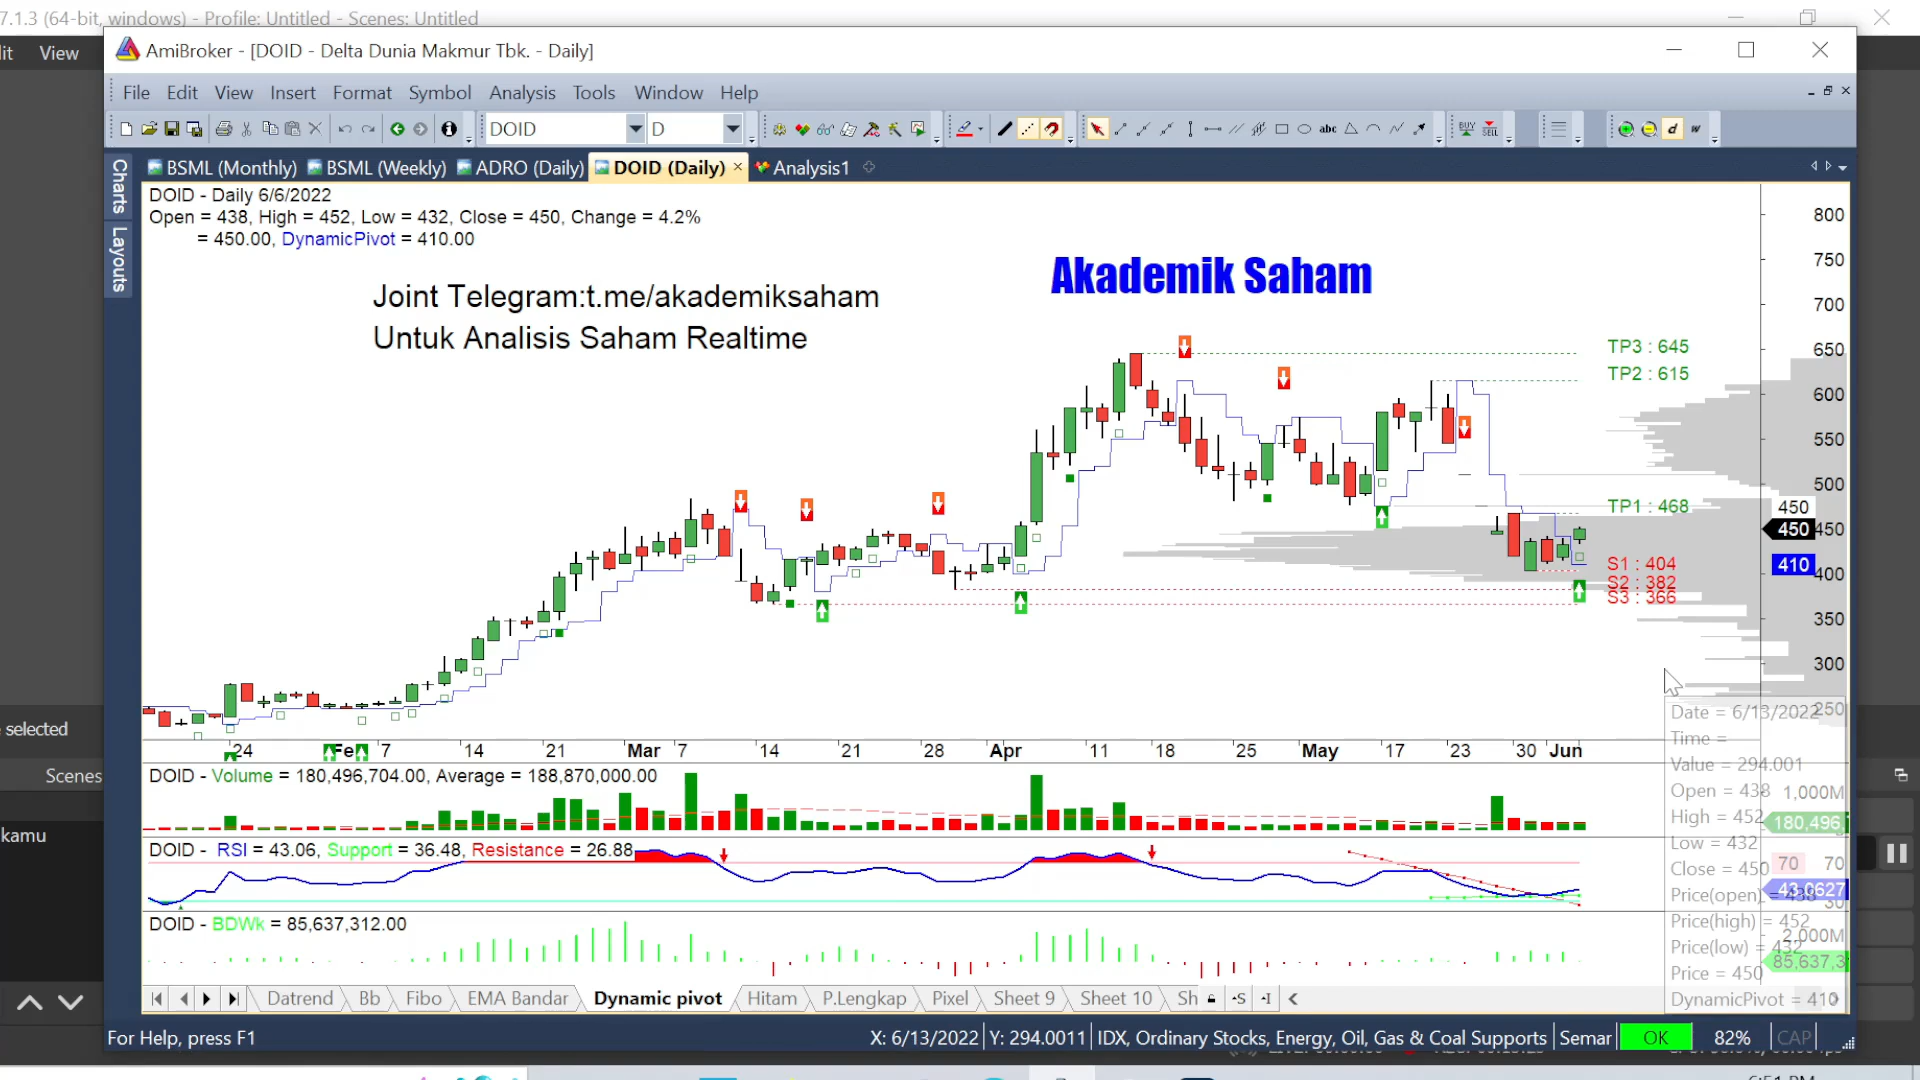 7.1.3 (64-bit, windows) - Profile: Untitled - Scenes: Untitled
it View
AmiBroker - [DOID - Delta Dunia Makmur Tbk. - Daily]
File Edit View Insert Format Symbol Analysis Tools Window Help
DOID D abc BUY SELL d w
Charts
Layouts
BSML (Monthly) BSML (Weekly) ADRO (Daily) DOID (Daily) × Analysis1
DOID - Daily 6/6/2022
Open = 438, High = 452, Low = 432, Close = 450, Change = 4.2%
= 450.00, DynamicPivot = 410.00
Joint Telegram:t.me/akademiksaham
Untuk Analisis Saham Realtime
Akademik Saham
TP3 : 645
TP2 : 615
TP1 : 468
S1 : 404
S2 : 382
S3 : 366
800
750
700
650
600
550
500
450
450
450
410
400
350
300
250
24 Fe 7 14 21 Mar 7 14 21 28 Apr 11 18 25 May 17 23 30 Jun
DOID - Volume = 180,496,704.00, Average = 188,870,000.00
1,000M
180,496
DOID - RSI = 43.06, Support = 36.48, Resistance = 26.88
70 70
43.0627
30
DOID - BDWk = 85,637,312.00
2,000M
85,637,3
Date = 6/13/2022
Time =
Value = 294.001
Open = 438
High = 452
Low = 432
Close = 450
Price(open) = 438
Price(high) = 452
Price(low) = 432
Price = 450
DynamicPivot = 410
Datrend Bb Fibo EMA Bandar Dynamic pivot Hitam P.Lengkap Pixel Sheet 9 Sheet 10 Sh S I
For Help, press F1
X: 6/13/2022 Y: 294.0011 IDX, Ordinary Stocks, Energy, Oil, Gas & Coal Supports Semar OK 82% CAP
selected
Scenes
kamu